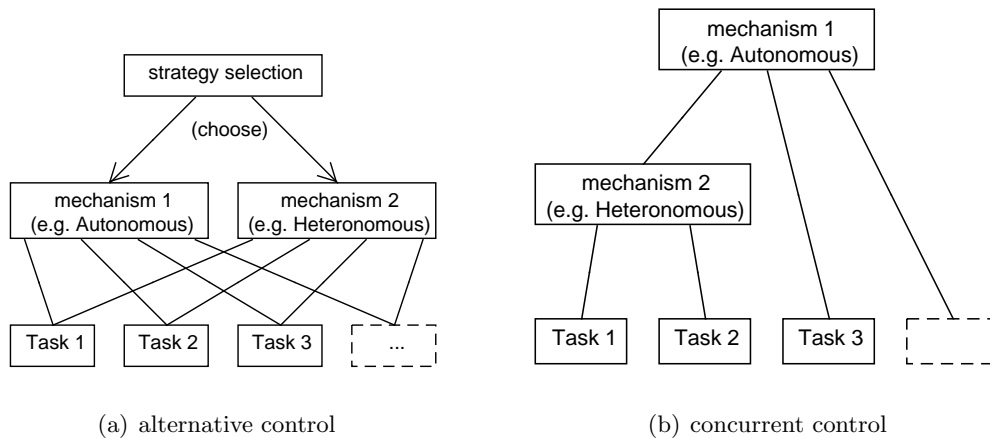 strategy selection
(choose)
mechanism 1
(e.g. Autonomous)
mechanism 2
(e.g. Heteronomous)
Task 1
Task 2
Task 3
...
(a) alternative control
mechanism 1
(e.g. Autonomous)
mechanism 2
(e.g. Heteronomous)
Task 1
Task 2
Task 3
(b) concurrent control